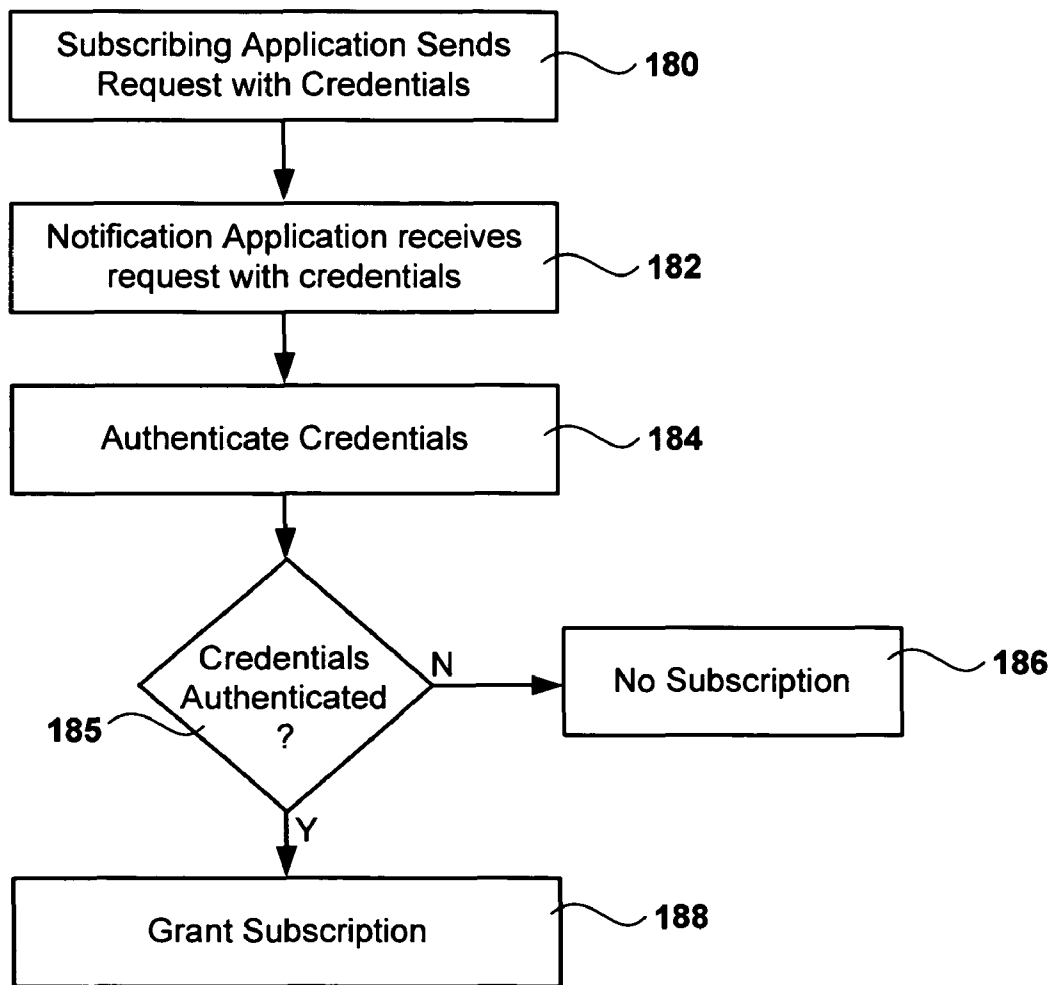 Subscribing Application Sends
Request with Credentials
180
Notification Application receives
request with credentials
182
Authenticate Credentials
184
Credentials
Authenticated
?
185
N
No Subscription
186
Y
Grant Subscription
188